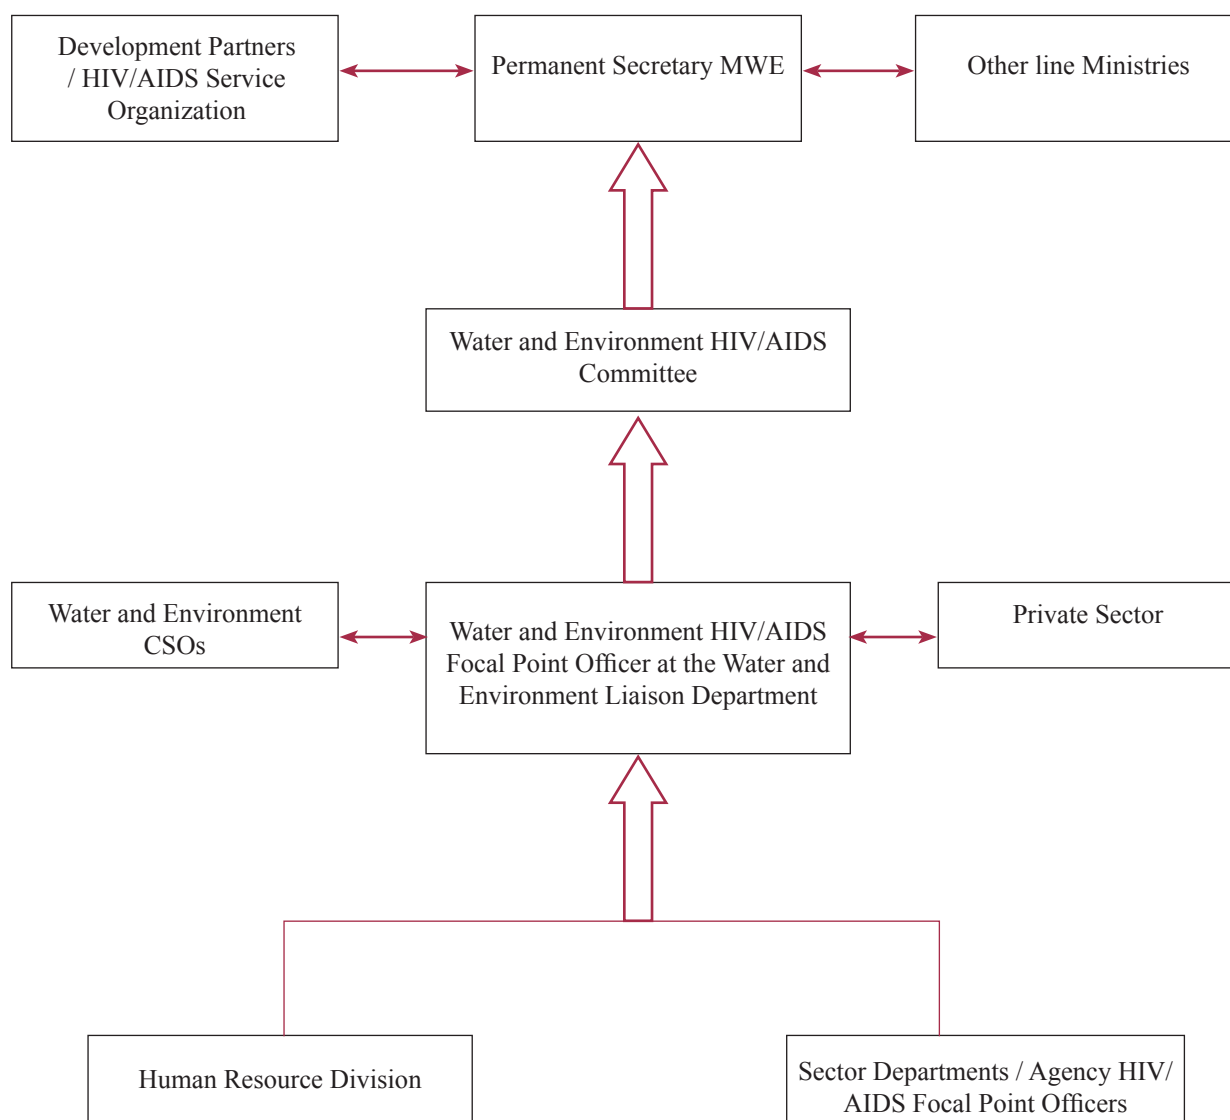 Development Partners
/ HIV/AIDS Service
Organization
Permanent Secretary MWE
Other line Ministries
Water and Environment HIV/AIDS
Committee
Water and Environment
CSOs
Water and Environment HIV/AIDS
Focal Point Officer at the Water and
Environment Liaison Department
Private Sector
Human Resource Division
Sector Departments / Agency HIV/
AIDS Focal Point Officers